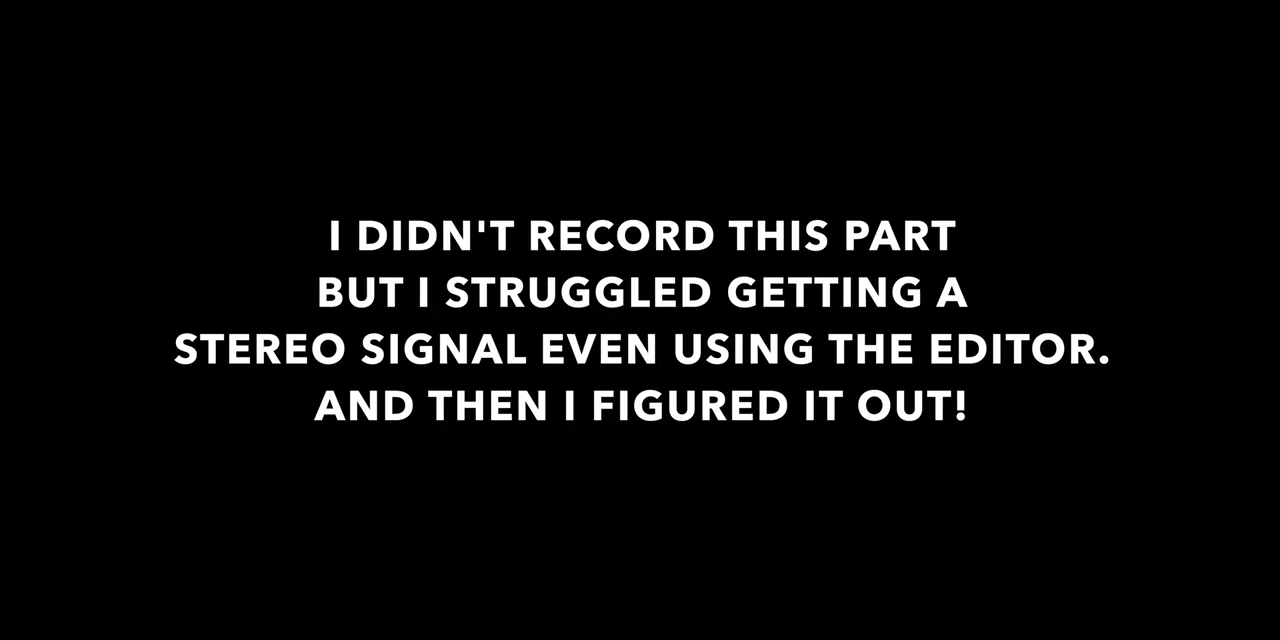 I DIDN'T RECORD THIS PART
BUT I STRUGGLED GETTING A
STEREO SIGNAL EVEN USING THE EDITOR.
AND THEN I FIGURED IT OUT!